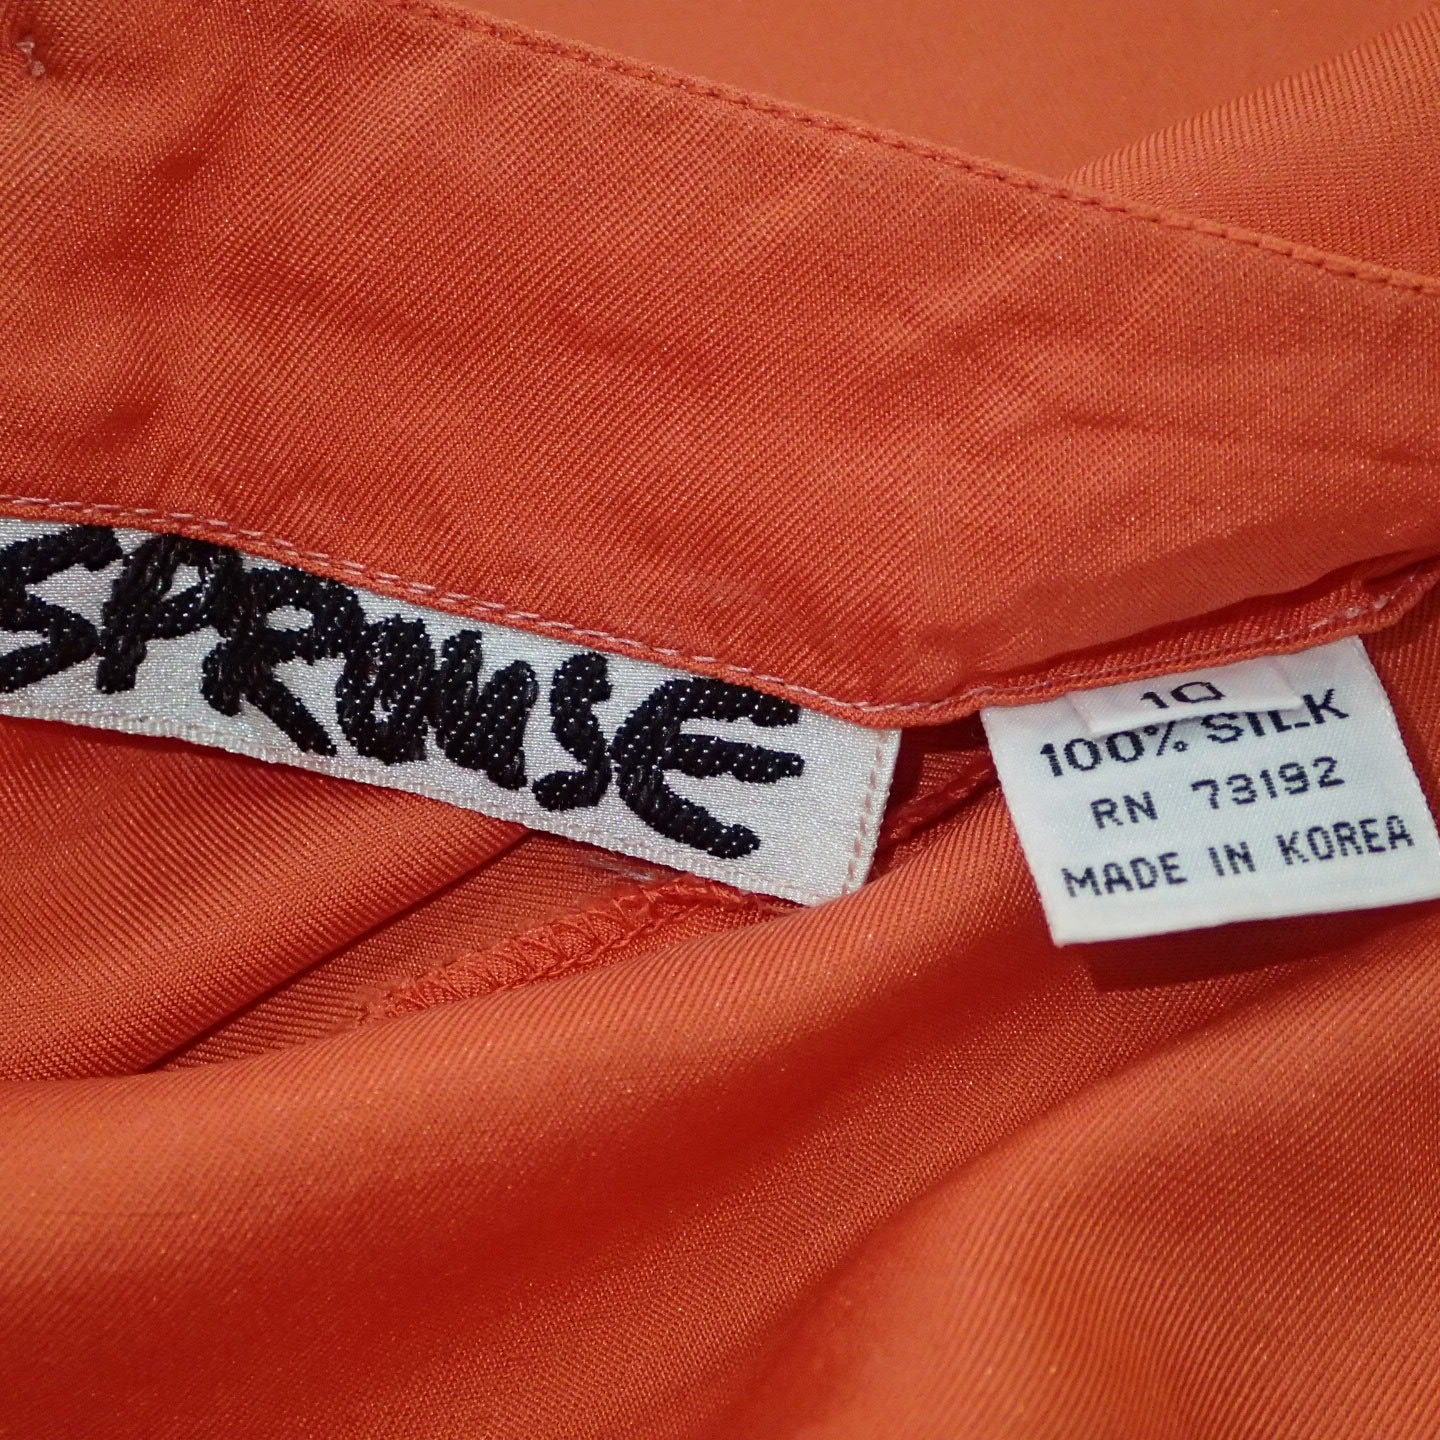 SPROUSE
10
100% SILK
RN 73192
MADE IN KOREA